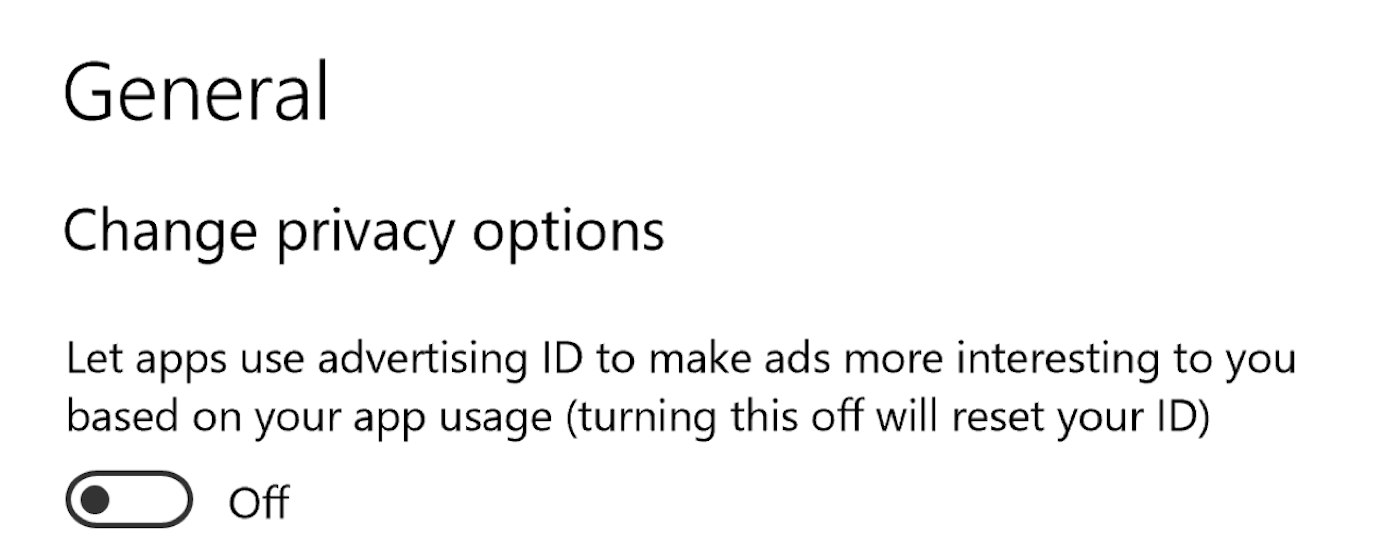 General
Change privacy options
Let apps use advertising ID to make ads more interesting to you
based on your app usage (turning this off will reset your ID)
Off